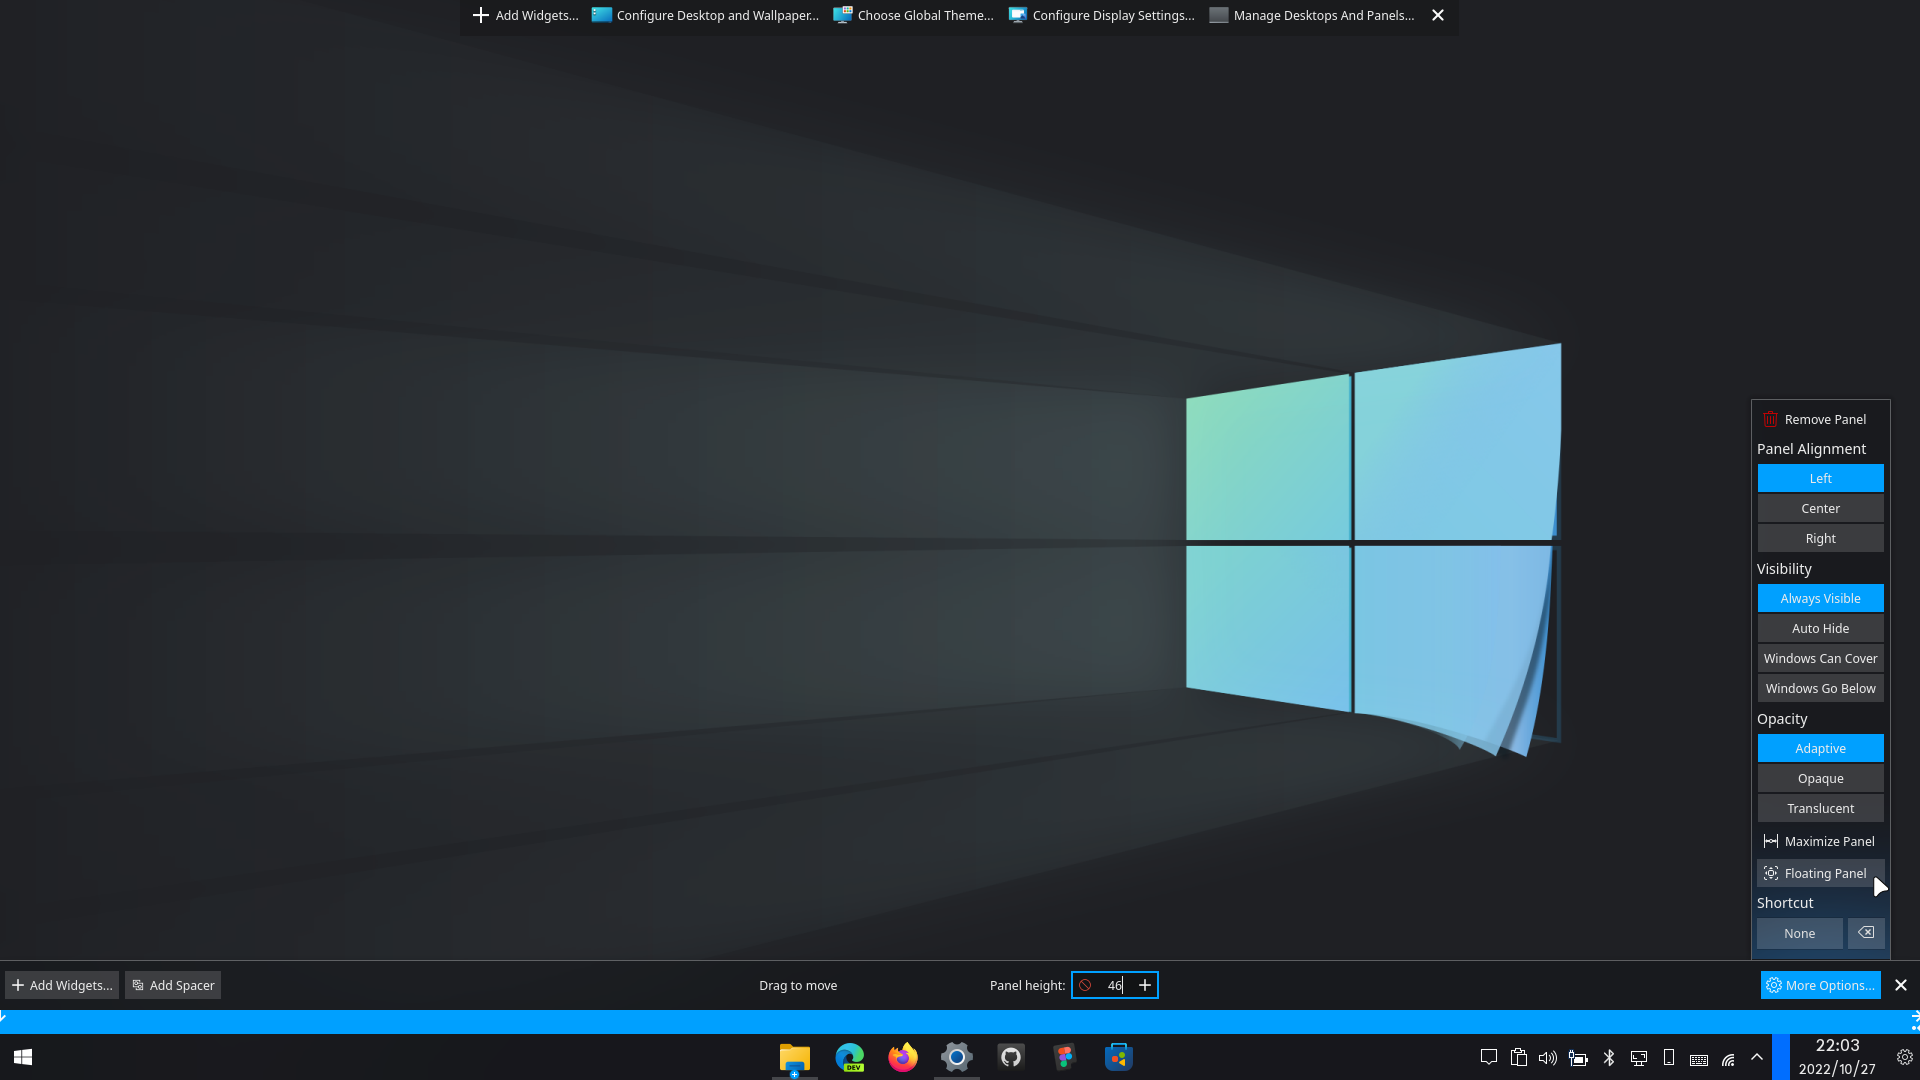 Add Widgets... Configure Desktop and Wallpaper... Choose Global Theme... Configure Display Settings... Manage Desktops And Panels...
Remove Panel
Panel Alignment
Left
Center
Right
Visibility
Always Visible
Auto Hide
Windows Can Cover
Windows Go Below
Opacity
Adaptive
Opaque
Translucent
Maximize Panel
Floating Panel
Shortcut
None
Add Widgets... Add Spacer Drag to move Panel height: 46 More Options...
DEV
22:03
2022/10/27